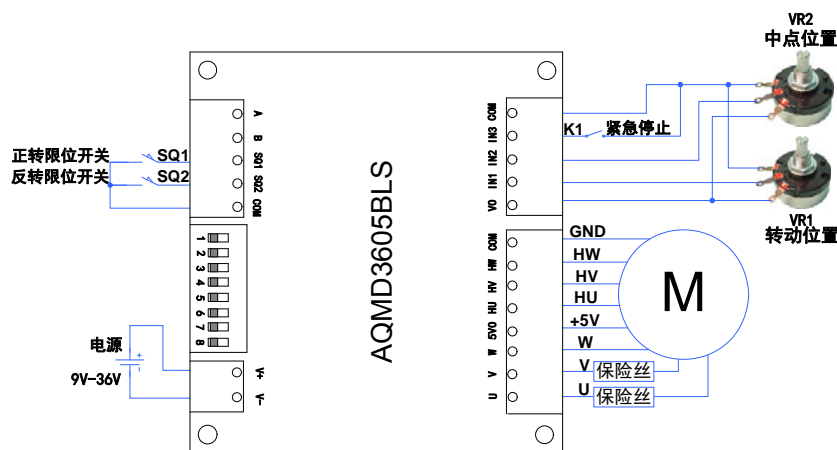 VR2
中点位置
A
B
SQ1
SQ2
COM
正转限位开关
SQ1
反转限位开关
SQ2
1
2
3
4
5
6
7
8
电源
9V-36V
V+
V-
AQMD3605BLS
COM
IN3
IN2
IN1
VO
K1
紧急停止
VR1
转动位置
COM
HW
HV
HU
5VO
W
V
U
GND
HW
HV
HU
+5V
W
V
保险丝
U
保险丝
M